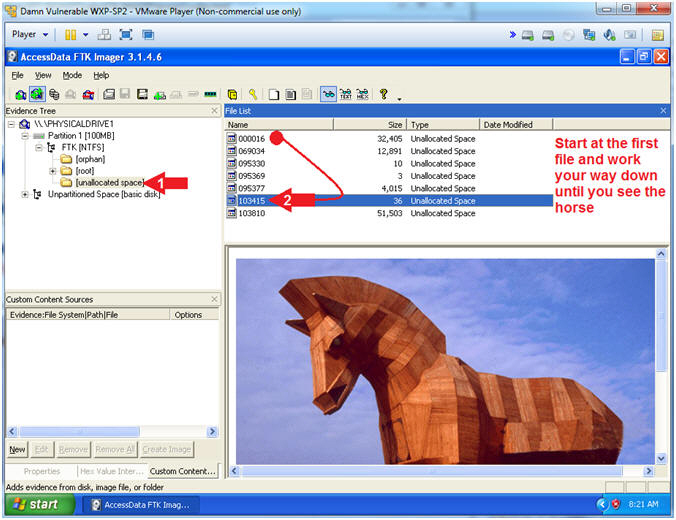 Damn Vulnerable WXP-SP2 - VMware Player (Non-commercial use only)
Player
AccessData FTK Imager 3.1.4.6
File View Mode Help
TEXT HEX
Evidence Tree
\\.\PHYSICALDRIVE1
Partition 1 [100MB]
FTK [NTFS]
[orphan]
[root]
[unallocated space]
1
Unpartitioned Space [basic disk]
File List
Name Size Type Date Modified
000016 32,405 Unallocated Space
069034 12,891 Unallocated Space
095330 10 Unallocated Space
095369 3 Unallocated Space
095377 4,015 Unallocated Space
103415 2 36 Unallocated Space
103810 51,503 Unallocated Space
Start at the first
file and work
your way down
until you see the
horse
Custom Content Sources
Evidence:File System|Path|File Options
New Edit Remove Remove All Create Image
Properties Hex Value Inter... Custom Content...
Adds evidence from disk, image file, or folder
start AccessData FTK Imag... 8:21 AM